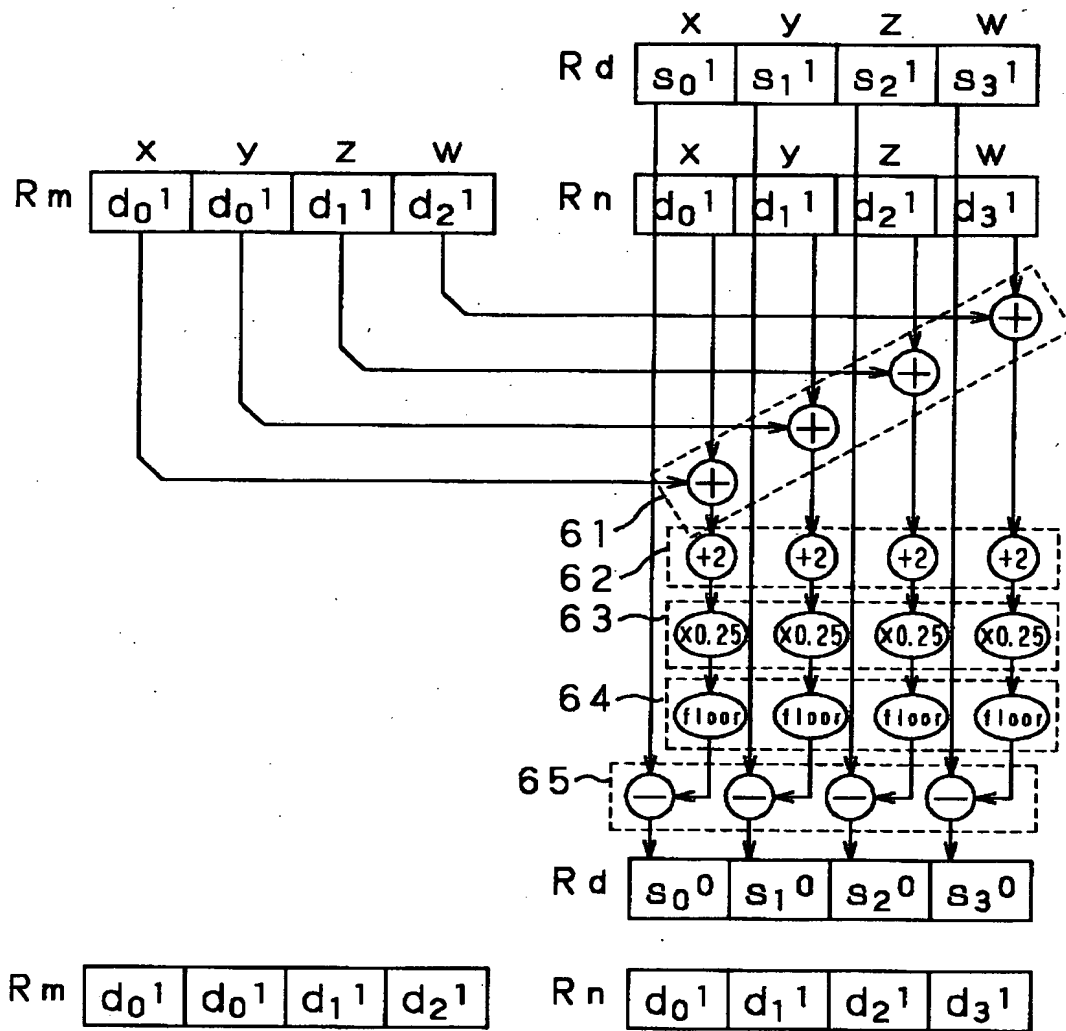 x y z w
Rd s₀¹ s₁¹ s₂¹ s₃¹
x y z w
Rm d₀¹ d₀¹ d₁¹ d₂¹
x y z w
Rn d₀¹ d₁¹ d₂¹ d₃¹
+
+
+
+
61
62 +2 +2 +2 +2
63 x0.25 x0.25 x0.25 x0.25
64 floor floor floor floor
65 − − − −
Rd s₀⁰ s₁⁰ s₂⁰ s₃⁰
Rm d₀¹ d₀¹ d₁¹ d₂¹
Rn d₀¹ d₁¹ d₂¹ d₃¹